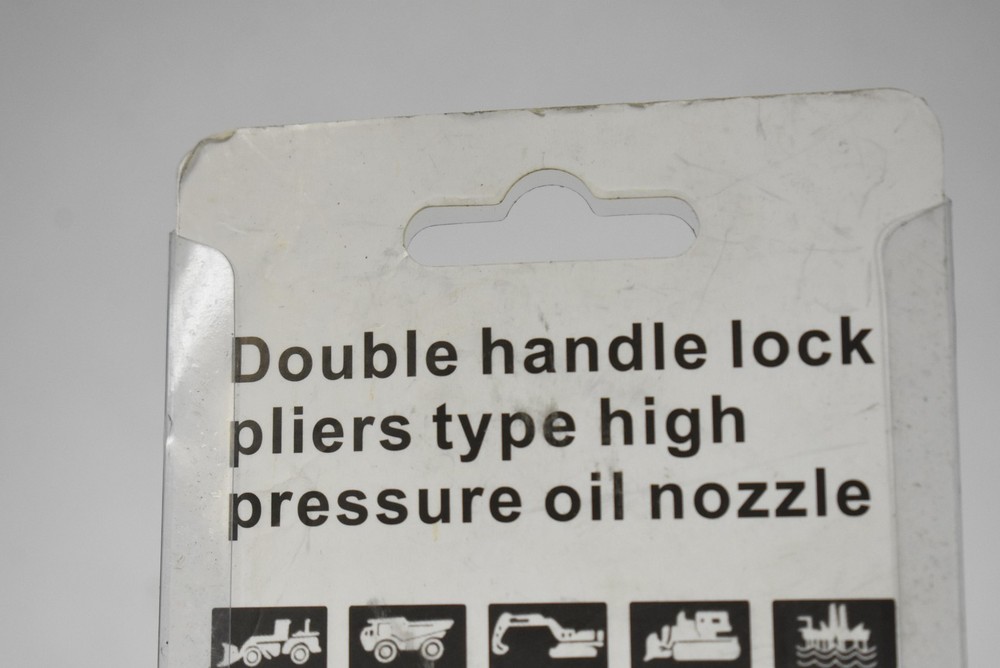 Double handle lock
pliers type high
pressure oil nozzle